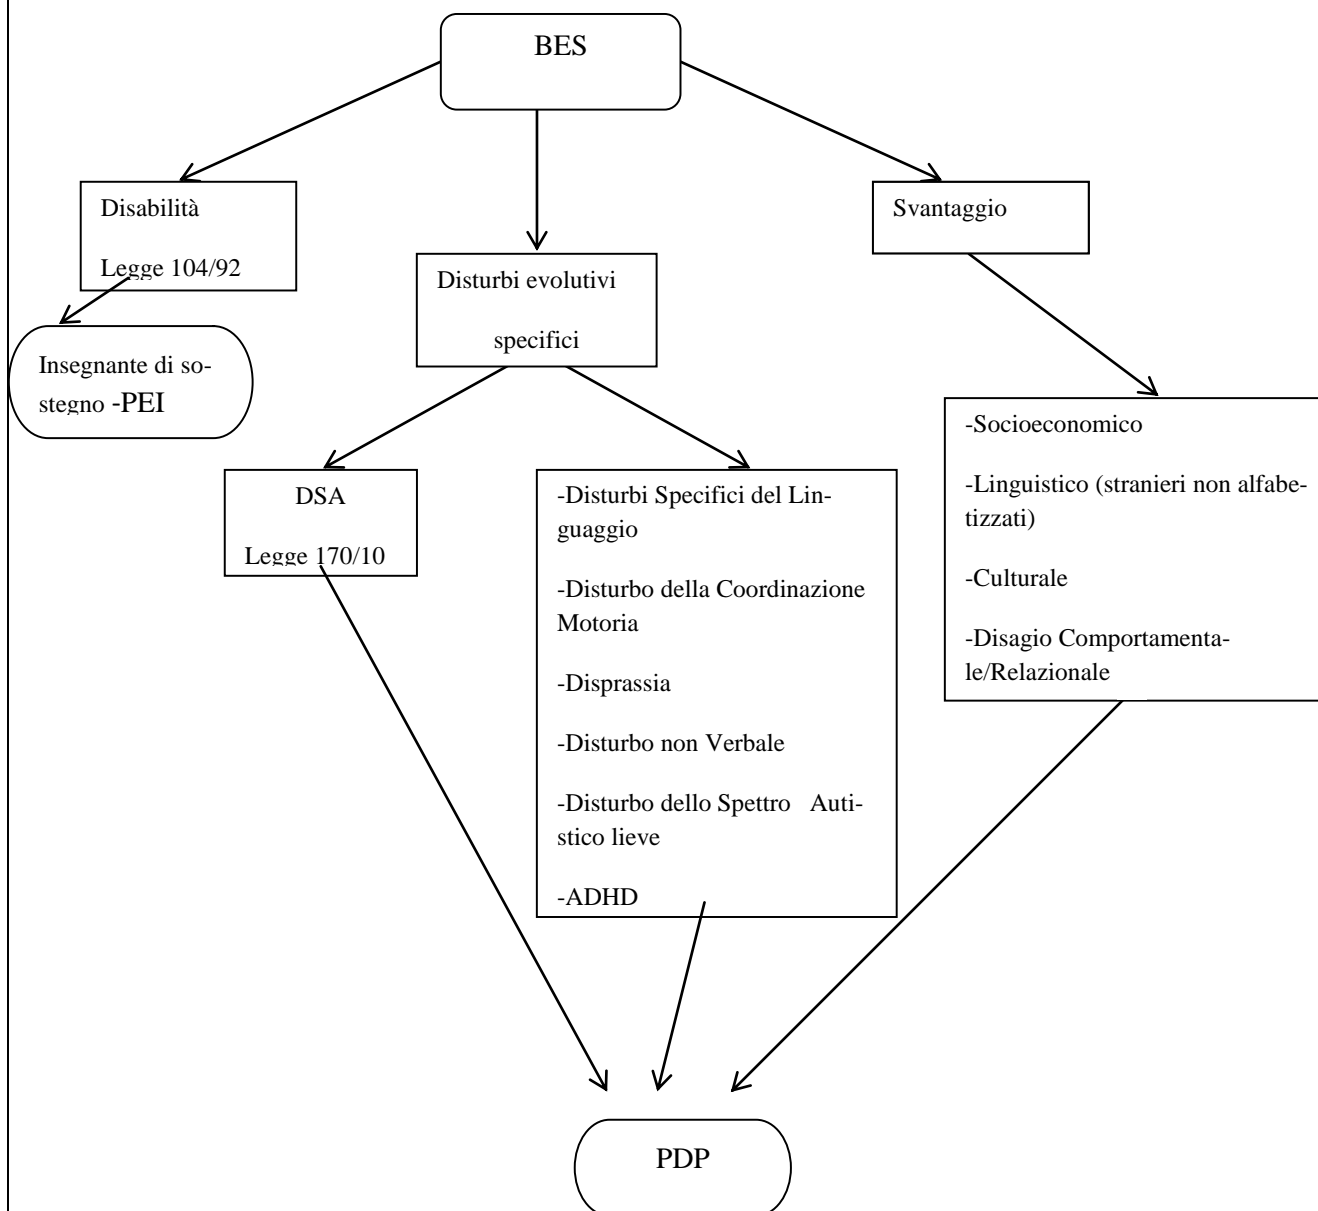 BES
Disabilità
Legge 104/92
Svantaggio
Disturbi evolutivi
specifici
Insegnante di so-
stegno -PEI
DSA
Legge 170/10
-Disturbi Specifici del Lin-
guaggio
-Disturbo della Coordinazione
Motoria
-Disprassia
-Disturbo non Verbale
-Disturbo dello Spettro Auti-
stico lieve
-ADHD
-Socioeconomico
-Linguistico (stranieri non alfabe-
tizzati)
-Culturale
-Disagio Comportamenta-
le/Relazionale
PDP